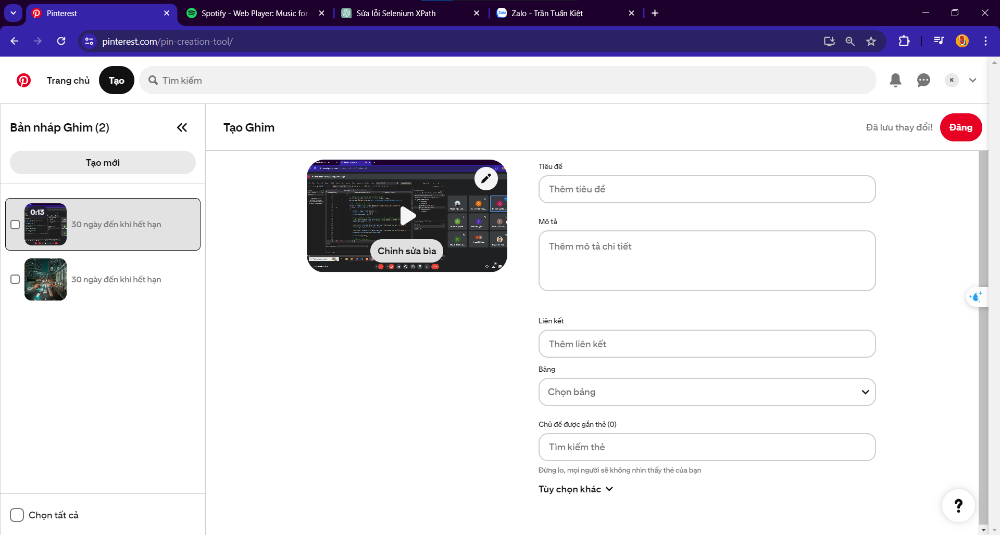 Pinterest
Spotify - Web Player: Music for
Sửa lỗi Selenium XPath
Zalo - Trần Tuấn Kiệt
pinterest.com/pin-creation-tool/
Trang chủ
Tạo
Tìm kiếm
K
Bản nháp Ghim (2)
Tạo Ghim
Đã lưu thay đổi!
Đăng
Tạo mới
0:13
30 ngày đến khi hết hạn
30 ngày đến khi hết hạn
Chọn tất cả
Chỉnh sửa bìa
Tiêu đề
Thêm tiêu đề
Mô tả
Thêm mô tả chi tiết
Liên kết
Thêm liên kết
Bảng
Chọn bảng
Chủ đề được gắn thẻ (0)
Tìm kiếm thẻ
Đừng lo, mọi người sẽ không nhìn thấy thẻ của bạn
Tùy chọn khác
?